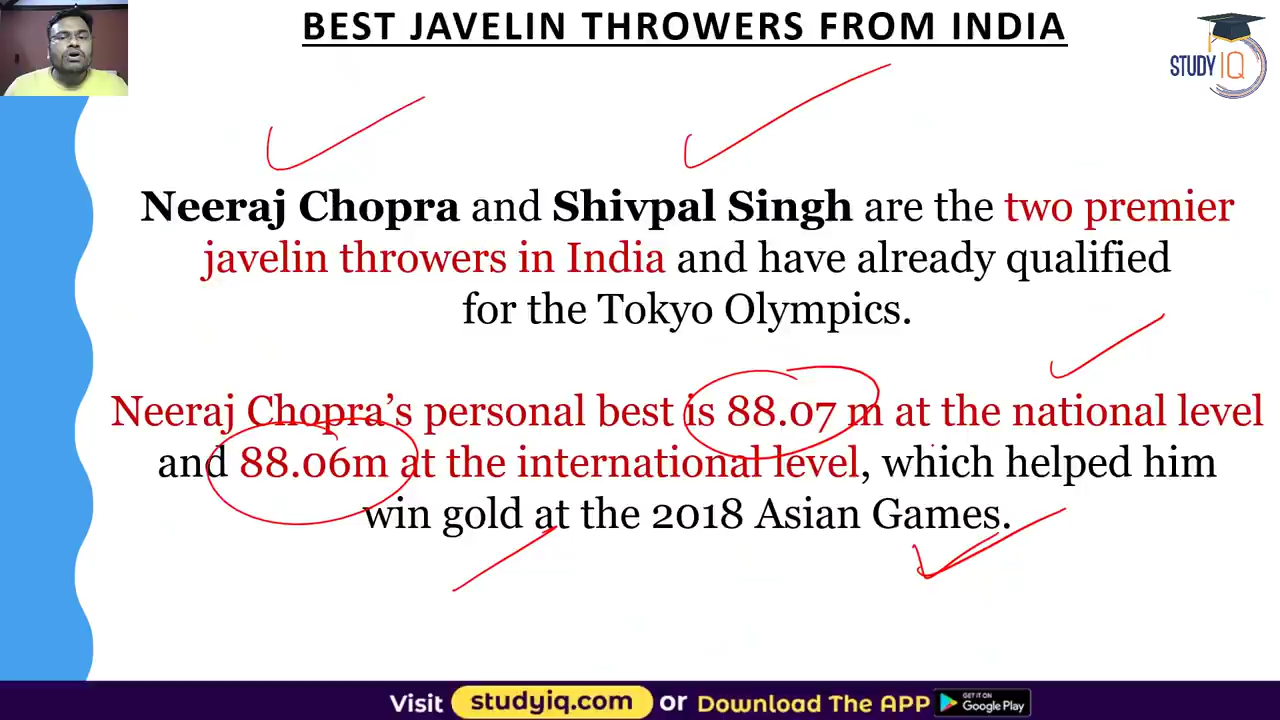 BEST JAVELIN THROWERS FROM INDIA
STUDY IQ
Neeraj Chopra and Shivpal Singh are the two premier
javelin throwers in India and have already qualified
for the Tokyo Olympics.
Neeraj Chopra’s personal best is 88.07 m at the national level
and 88.06m at the international level, which helped him
win gold at the 2018 Asian Games.
Visit studyiq.com or Download The APP GET IT ON Google Play